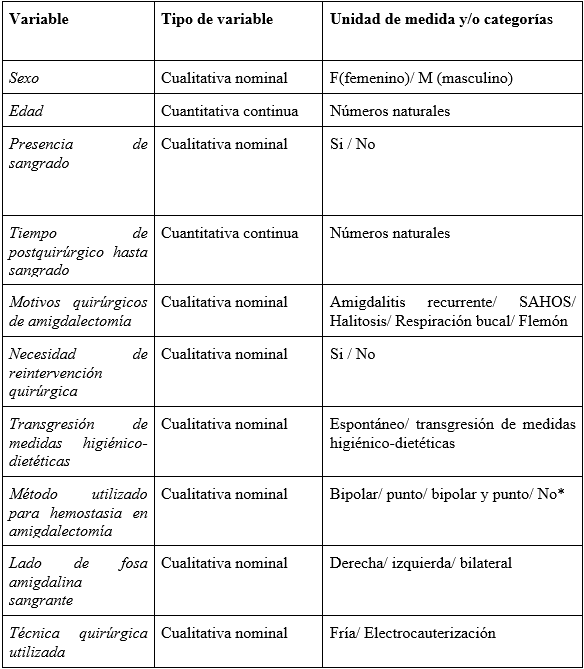 Variable Tipo de variable Unidad de medida y/o categorías
Sexo Cualitativa nominal F(femenino)/ M (masculino)
Edad Cuantitativa continua Números naturales
Presencia de Cualitativa nominal Si / No
sangrado
Tiempo de Cuantitativa continua Números naturales
postquirúrgico hasta
sangrado
Motivos quirúrgicos Cualitativa nominal Amigdalitis recurrente/ SAHOS/
de amigdalectomía Halitosis/ Respiración bucal/ Flemón
Necesidad de Cualitativa nominal Si / No
reintervención
quirúrgica
Transgresión de Cualitativa nominal Espontáneo/ transgresión de medidas
medidas higiénico- higiénico-dietéticas
dietéticas
Método utilizado Cualitativa nominal Bipolar/ punto/ bipolar y punto/ No*
para hemostasia en
amigdalectomía
Lado de fosa Cualitativa nominal Derecha/ izquierda/ bilateral
amigdalina
sangrante
Técnica quirúrgica Cualitativa nominal Fría/ Electrocauterización
utilizada